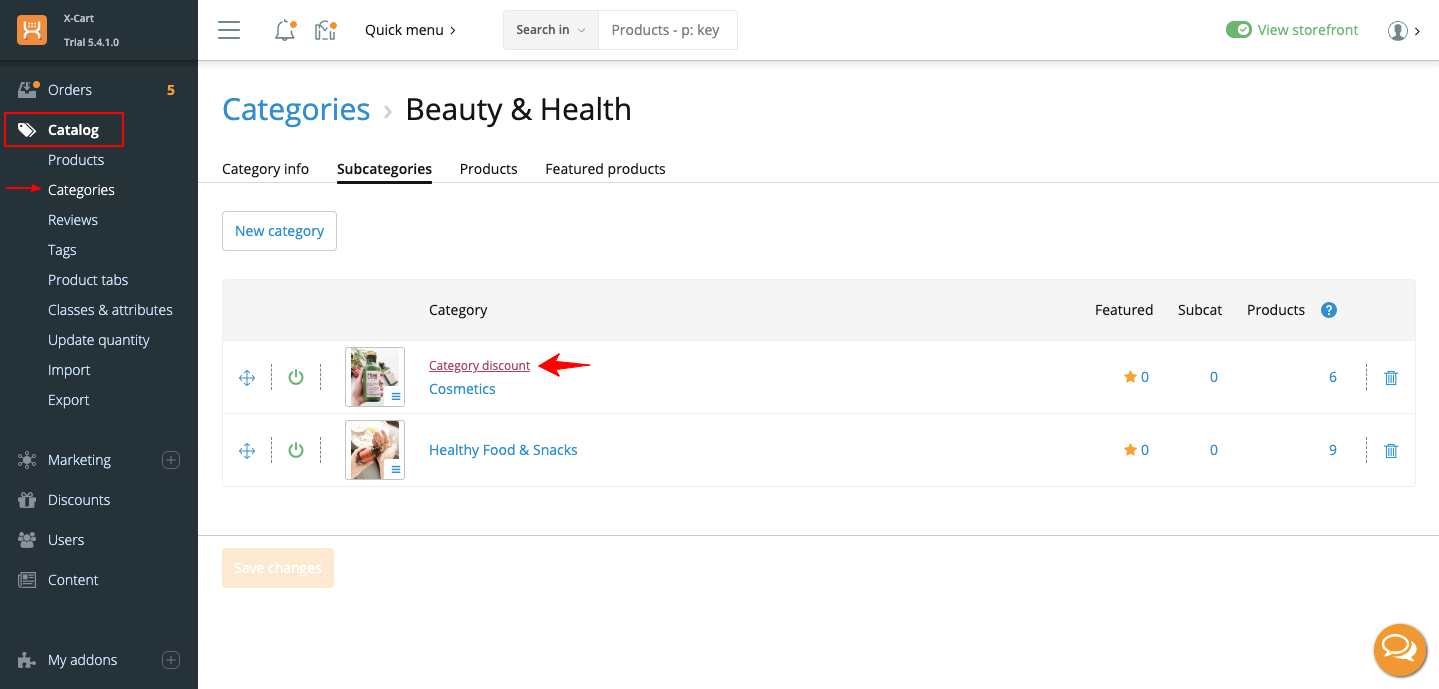 X-Cart
Trial 5.4.1.0
Quick menu
Search in
Products - p: key
View storefront
Orders 5
Catalog
Products
Categories
Reviews
Tags
Product tabs
Classes & attributes
Update quantity
Import
Export
Marketing
Discounts
Users
Content
My addons
Categories › Beauty & Health
Category info Subcategories Products Featured products
New category
Category Featured Subcat Products ?
Category discount
Cosmetics 0 0 6
Healthy Food & Snacks 0 0 9
Save changes